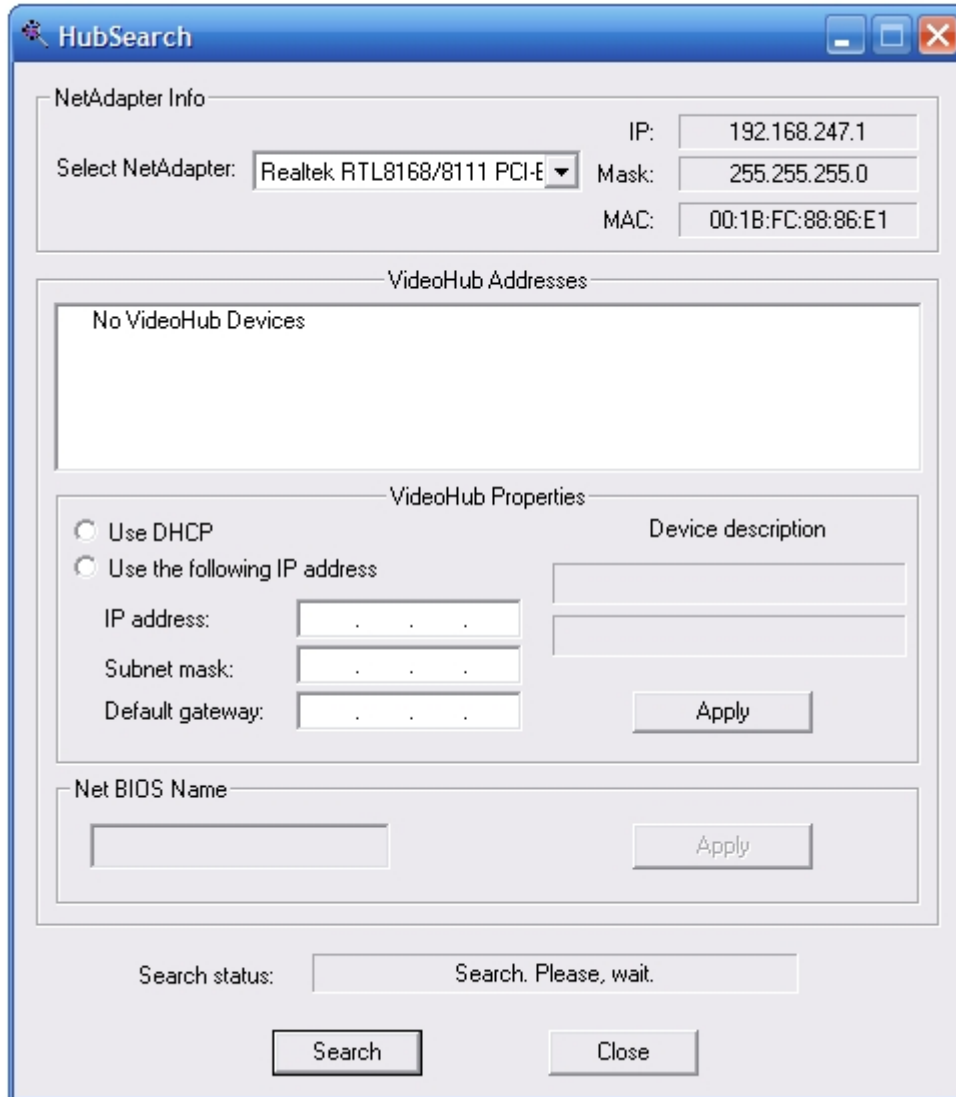 HubSearch
NetAdapter Info
Select NetAdapter: Realtek RTL8168/8111 PCI-E
IP: 192.168.247.1
Mask: 255.255.255.0
MAC: 00:1B:FC:88:86:E1
VideoHub Addresses
No VideoHub Devices
VideoHub Properties
Use DHCP
Use the following IP address
IP address: . . .
Subnet mask: . . .
Default gateway: . . .
Device description
Apply
Net BIOS Name
Apply
Search status: Search. Please, wait.
Search Close